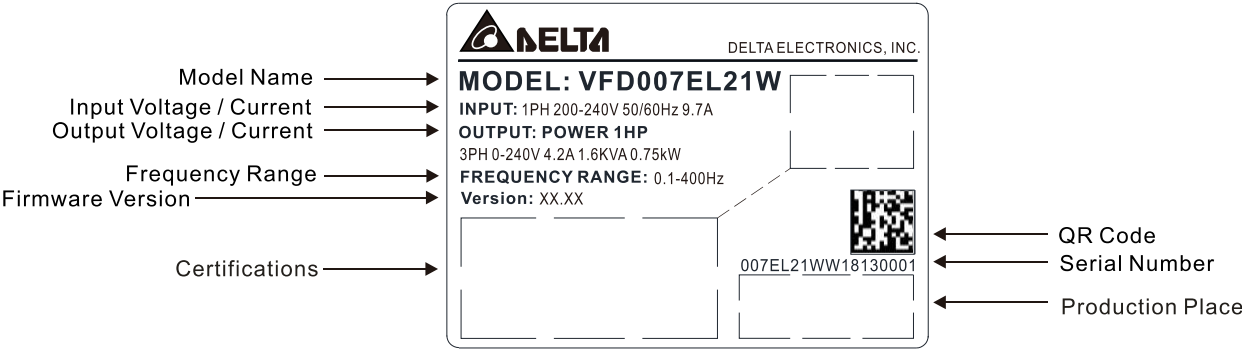 DELTA
DELTA ELECTRONICS, INC.
Model Name
MODEL: VFD007EL21W
Input Voltage / Current
INPUT: 1PH 200-240V 50/60Hz 9.7A
Output Voltage / Current
OUTPUT: POWER 1HP
3PH 0-240V 4.2A 1.6KVA 0.75kW
Frequency Range
FREQUENCY RANGE: 0.1-400Hz
Firmware Version
Version: XX.XX
Certifications
QR Code
007EL21WW18130001
Serial Number
Production Place